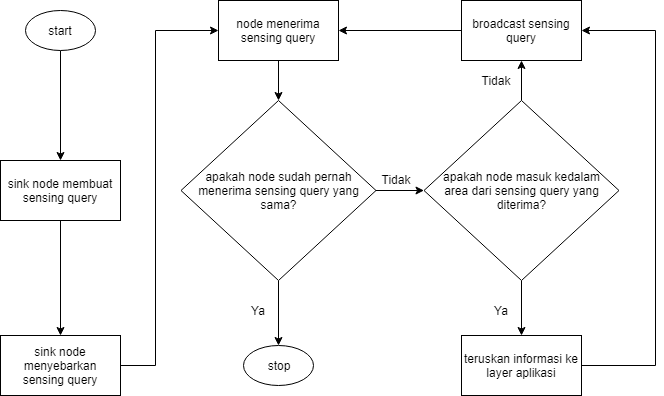 start
sink node membuat
sensing query
sink node
menyebarkan
sensing query
node menerima
sensing query
apakah node sudah pernah
menerima sensing query yang
sama?
Ya
stop
Tidak
apakah node masuk kedalam
area dari sensing query yang
diterima?
Tidak
broadcast sensing
query
Ya
teruskan informasi ke
layer aplikasi